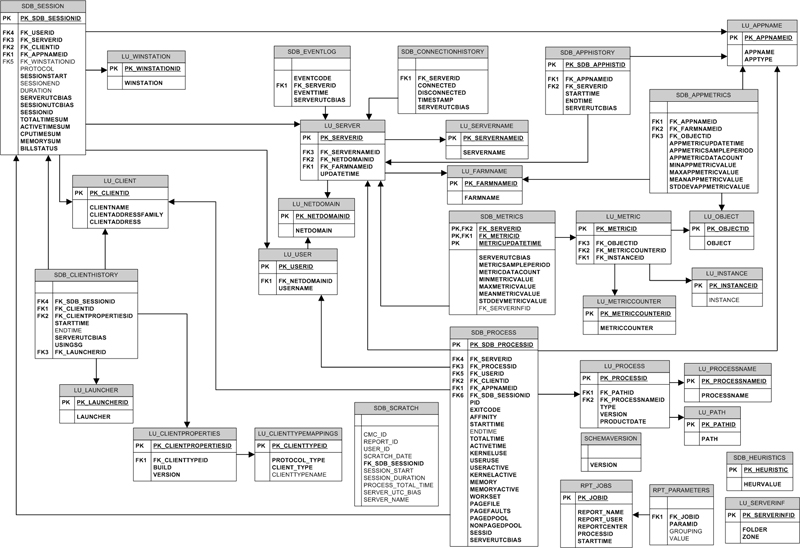 SDB_SESSION
PK PK_SDB_SESSIONID
FK4 FK_USERID
FK3 FK_SERVERID
FK2 FK_CLIENTID
FK1 FK_APPNAMEID
FK5 FK_WINSTATIONID
PROTOCOL
SESSIONSTART
SESSIONEND
DURATION
SERVERUTCBIAS
SESSIONUTCBIAS
SESSIONID
TOTALTIMESUM
ACTIVETIMESUM
CPUTIMESUM
MEMORYSUM
BILLSTATUS
LU_WINSTATION
PK PK_WINSTATIONID
WINSTATION
SDB_EVENTLOG
EVENTCODE
FK1 FK_SERVERID
EVENTTIME
SERVERUTCBIAS
SDB_CONNECTIONHISTORY
FK1 FK_SERVERID
CONNECTED
DISCONNECTED
TIMESTAMP
SERVERUTCBIAS
SDB_APPHISTORY
PK PK_SDB_APPHISTID
FK1 FK_APPNAMEID
FK2 FK_SERVERID
STARTTIME
ENDTIME
SERVERUTCBIAS
LU_APPNAME
PK PK_APPNAMEID
APPNAME
APPTYPE
SDB_APPMETRICS
FK1 FK_APPNAMEID
FK2 FK_FARMNAMEID
FK3 FK_OBJECTID
APPMETRICUPDATETIME
APPMETRICSAMPLEPERIOD
APPMETRICDATACOUNT
MINAPPMETRICVALUE
MAXAPPMETRICVALUE
MEANAPPMETRICVALUE
STDDEVAPPMETRICVALUE
LU_SERVER
PK PK_SERVERID
FK3 FK_SERVERNAMEID
FK2 FK_NETDOMAINID
FK1 FK_FARMNAMEID
UPDATETIME
LU_SERVERNAME
PK PK_SERVERNAMEID
SERVERNAME
LU_FARMNAME
PK PK_FARMNAMEID
FARMNAME
LU_CLIENT
PK PK_CLIENTID
CLIENTNAME
CLIENTADDRESSFAMILY
CLIENTADDRESS
LU_NETDOMAIN
PK PK_NETDOMAINID
NETDOMAIN
LU_USER
PK PK_USERID
FK1 FK_NETDOMAINID
USERNAME
SDB_METRICS
PK,FK2 FK_SERVERID
PK,FK1 FK_METRICID
PK METRICUPDATETIME
SERVERUTCBIAS
METRICSAMPLEPERIOD
METRICDATACOUNT
MINMETRICVALUE
MAXMETRICVALUE
MEANMETRICVALUE
STDDEVMETRICVALUE
FK_SERVERINFID
LU_METRIC
PK PK_METRICID
FK3 FK_OBJECTID
FK2 FK_METRICCOUNTERID
FK1 FK_INSTANCEID
LU_OBJECT
PK PK_OBJECTID
OBJECT
LU_INSTANCE
PK PK_INSTANCEID
INSTANCE
LU_METRICCOUNTER
PK PK_METRICCOUNTERID
METRICCOUNTER
SDB_CLIENTHISTORY
FK4 FK_SDB_SESSIONID
FK1 FK_CLIENTID
FK2 FK_CLIENTPROPERTIESID
STARTTIME
ENDTIME
SERVERUTCBIAS
USINGSG
FK3 FK_LAUNCHERID
LU_LAUNCHER
PK PK_LAUNCHERID
LAUNCHER
LU_CLIENTPROPERTIES
PK PK_CLIENTPROPERTIESID
FK1 FK_CLIENTTYPEID
BUILD
VERSION
LU_CLIENTTYPEMAPPINGS
PK PK_CLIENTTYPEID
PROTOCOL_TYPE
CLIENT_TYPE
CLIENTTYPENAME
SDB_SCRATCH
CMC_ID
REPORT_ID
USER_ID
SCRATCH_DATE
FK_SDB_SESSIONID
SESSION_START
SESSION_DURATION
PROCESS_TOTAL_TIME
SERVER_UTC_BIAS
SERVER_NAME
SDB_PROCESS
PK PK_SDB_PROCESSID
FK4 FK_SERVERID
FK3 FK_PROCESSID
FK5 FK_USERID
FK2 FK_CLIENTID
FK1 FK_APPNAMEID
FK6 FK_SDB_SESSIONID
PID
EXITCODE
AFFINITY
STARTTIME
ENDTIME
TOTALTIME
ACTIVETIME
KERNELUSE
USERUSE
USERACTIVE
KERNELACTIVE
MEMORY
MEMORYACTIVE
WORKSET
PAGEFILE
PAGEFAULTS
PAGEDPOOL
NONPAGEDPOOL
SESSID
SERVERUTCBIAS
LU_PROCESS
PK PK_PROCESSID
FK1 FK_PATHID
FK2 FK_PROCESSNAMEID
TYPE
VERSION
PRODUCTDATE
LU_PROCESSNAME
PK PK_PROCESSNAMEID
PROCESSNAME
LU_PATH
PK PK_PATHID
PATH
SCHEMAVERSION
VERSION
SDB_HEURISTICS
PK PK_HEURISTIC
HEURVALUE
RPT_JOBS
PK PK_JOBID
REPORT_NAME
REPORT_USER
REPORTCENTER
PROCESSID
STARTTIME
RPT_PARAMETERS
FK1 FK_JOBID
PARAMID
GROUPING
VALUE
LU_SERVERINF
PK PK_SERVERINFID
FOLDER
ZONE